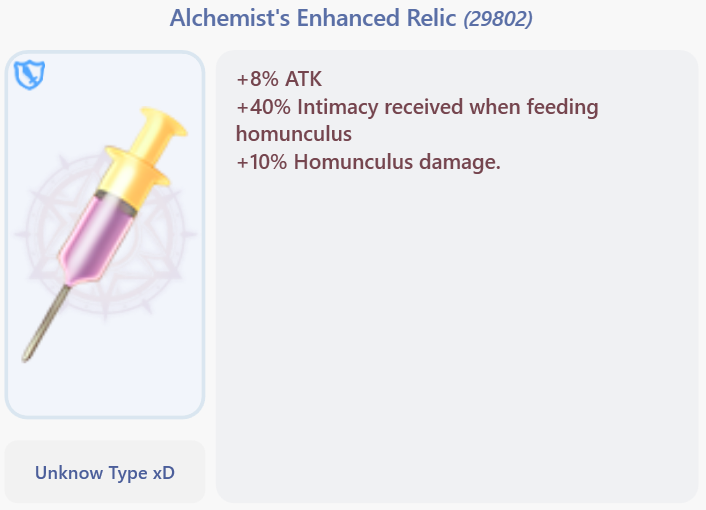 Alchemist's Enhanced Relic (29802)
+8% ATK
+40% Intimacy received when feeding
homunculus
+10% Homunculus damage.
Unknow Type xD